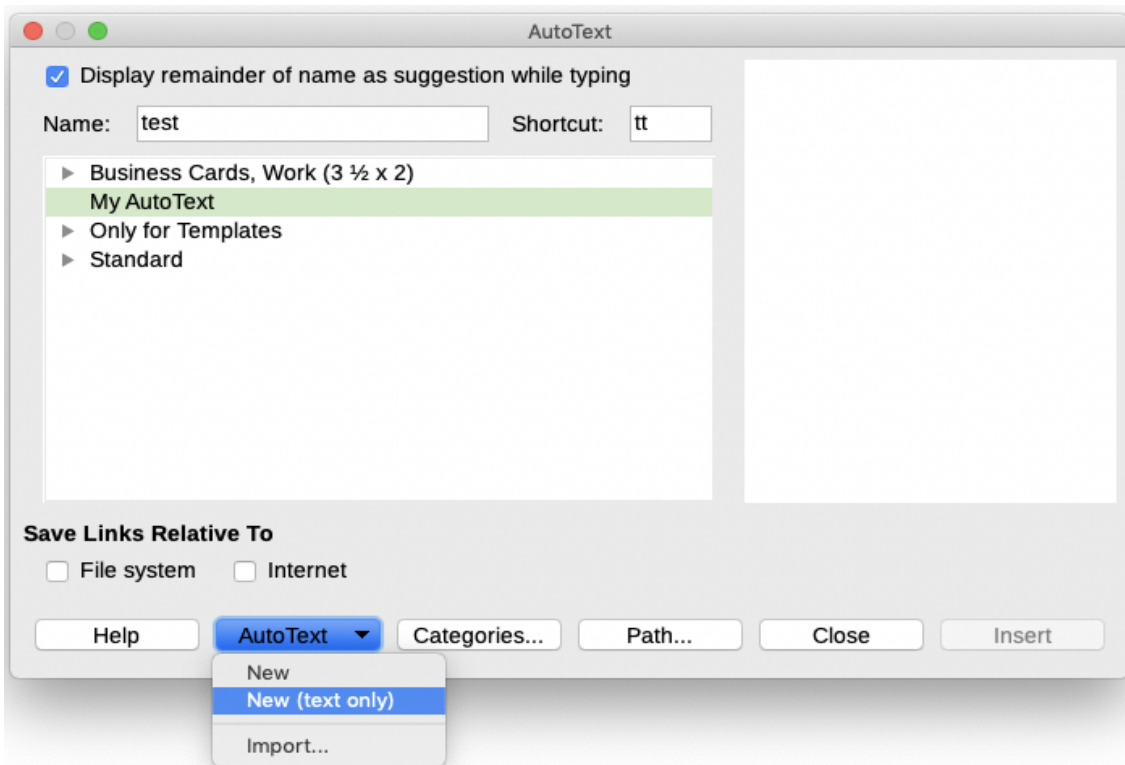 AutoText
Display remainder of name as suggestion while typing
Name: test Shortcut: tt
Business Cards, Work (3 ½ x 2)
My AutoText
Only for Templates
Standard
Save Links Relative To
File system Internet
Help AutoText Categories... Path... Close Insert
New
New (text only)
Import...